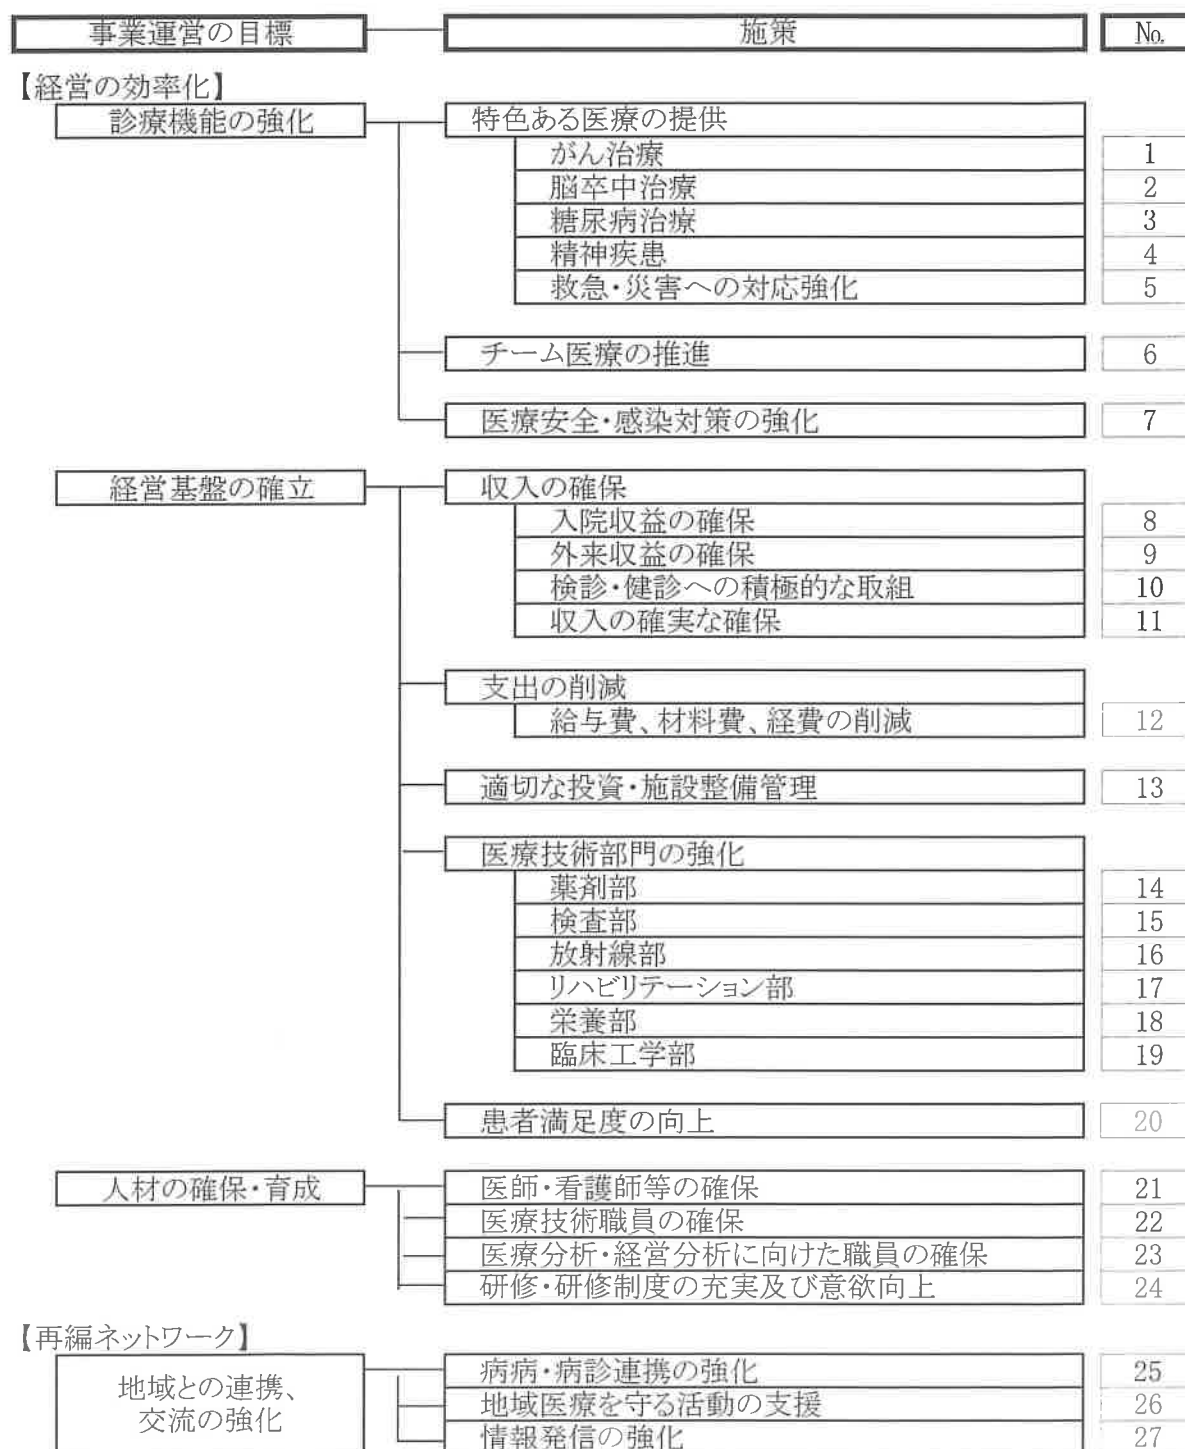 事業運営の目標 施策 No.
【経営の効率化】
診療機能の強化 特色ある医療の提供
がん治療 1
脳卒中治療 2
糖尿病治療 3
精神疾患 4
救急・災害への対応強化 5
チーム医療の推進 6
医療安全・感染対策の強化 7
経営基盤の確立 収入の確保
入院収益の確保 8
外来収益の確保 9
検診・健診への積極的な取組 10
収入の確実な確保 11
支出の削減
給与費、材料費、経費の削減 12
適切な投資・施設整備管理 13
医療技術部門の強化
薬剤部 14
検査部 15
放射線部 16
リハビリテーション部 17
栄養部 18
臨床工学部 19
患者満足度の向上 20
人材の確保・育成 医師・看護師等の確保 21
医療技術職員の確保 22
医療分析・経営分析に向けた職員の確保 23
研修・研修制度の充実及び意欲向上 24
【再編ネットワーク】
地域との連携、
交流の強化
病病・病診連携の強化 25
地域医療を守る活動の支援 26
情報発信の強化 27